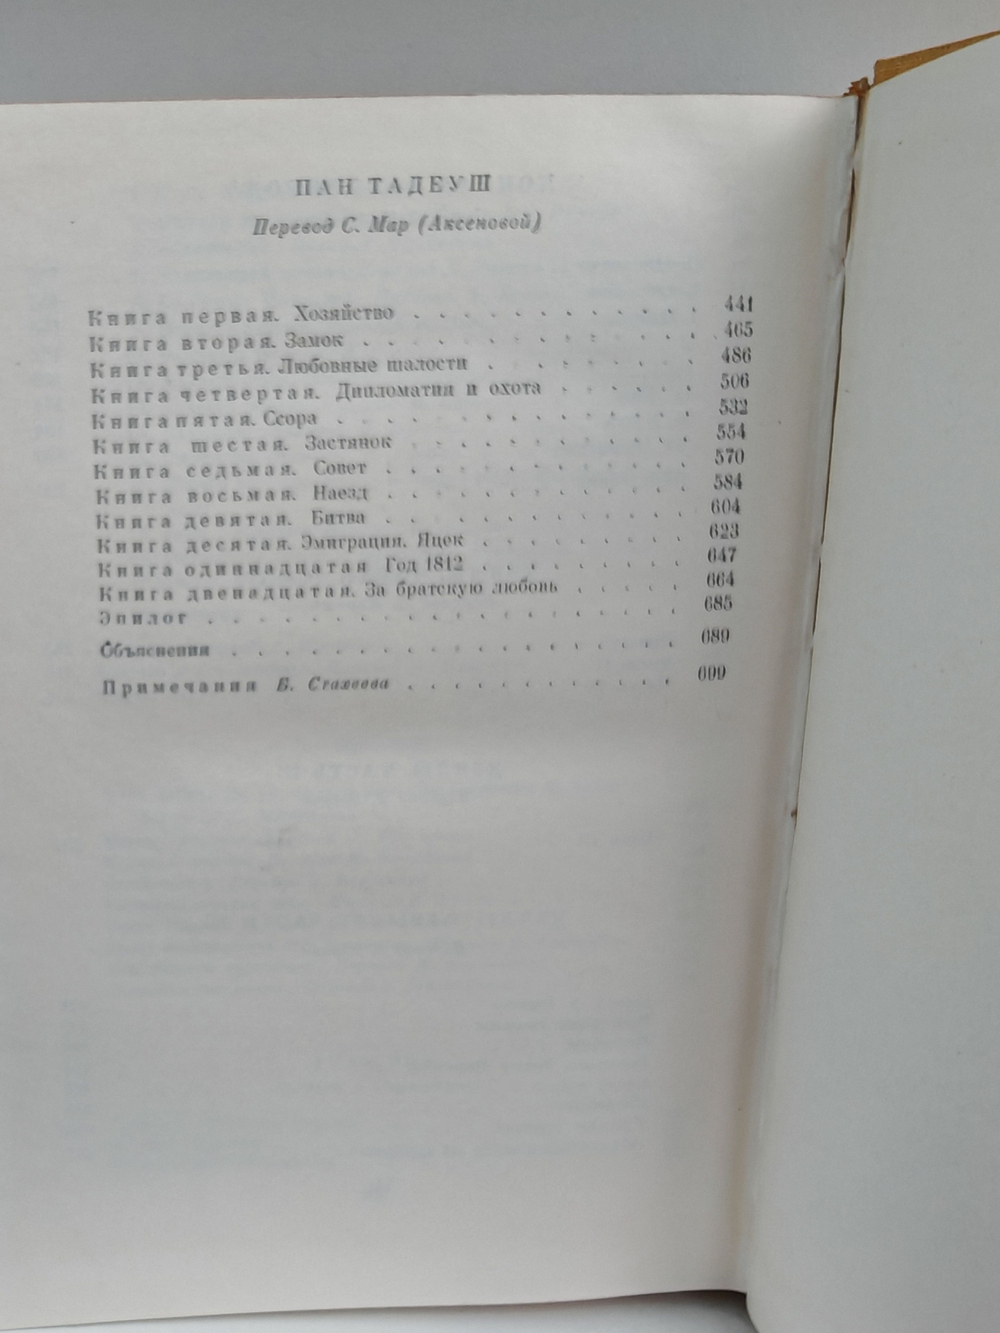 ПАН ТАДЕУШ
Перевод С. Мар (Аксеновой)
Книга первая. Хозяйство . . . . . . . . . . . . 441
Книга вторая. Замок . . . . . . . . . . . . . 465
Книга третья. Любовные шалости . . . . . . . . . 486
Книга четвертая. Дипломатия и охота . . . . . . 506
Книга пятая. Ссора . . . . . . . . . . . . . . 532
Книга шестая. Застянок . . . . . . . . . . . . 554
Книга седьмая. Совет . . . . . . . . . . . . . 570
Книга восьмая. Наезд . . . . . . . . . . . . . 584
Книга девятая. Битва . . . . . . . . . . . . . 604
Книга десятая. Эмиграция. Яцек . . . . . . . . . 623
Книга одиннадцатая Год 1812 . . . . . . . . . 647
Книга двенадцатая. За братскую любовь . . . . . 664
Эпилог . . . . . . . . . . . . . . . . . . . 685
Объяснения . . . . . . . . . . . . . . . . . . 689
Примечания Б. Стахеева . . . . . . . . . . . . 699